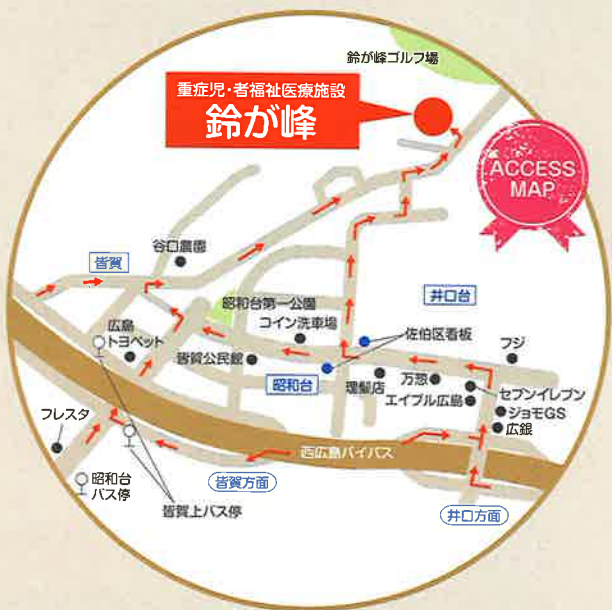 鈴が峰ゴルフ場
重症児・者福祉医療施設
鈴が峰
ACCESS
MAP
谷口農園
皆賀
井口台
昭和台第一公園
コイン洗車場
広島
トヨペット
佐伯区看板
フジ
皆賀公民館
昭和台
理髪店
万惣
セブンイレブン
エイブル広島
ジョモGS
広銀
フレスタ
西広島バイパス
昭和台
バス停
皆賀方面
皆賀上バス停
井口方面